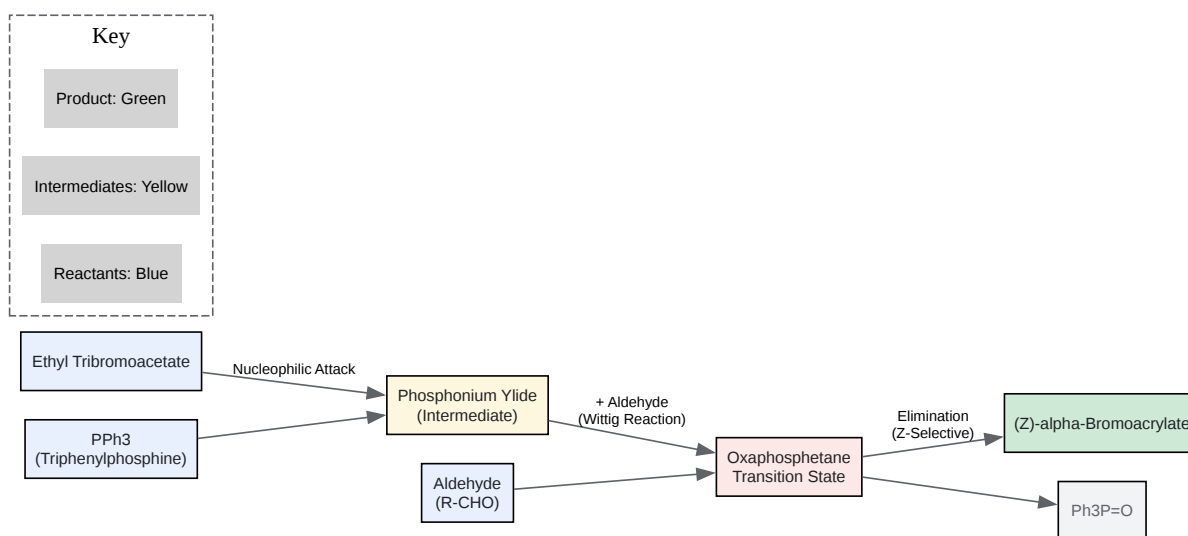 Key
Product: Green
Intermediates: Yellow
Reactants: Blue
Ethyl Tribromoacetate
Nucleophilic Attack
PPh3
(Triphenylphosphine)
Phosphonium Ylide
(Intermediate)
+ Aldehyde
(Wittig Reaction)
Aldehyde
(R-CHO)
Oxaphosphetane
Transition State
Elimination
(Z-Selective)
(Z)-alpha-Bromoacrylate
Ph3P=O